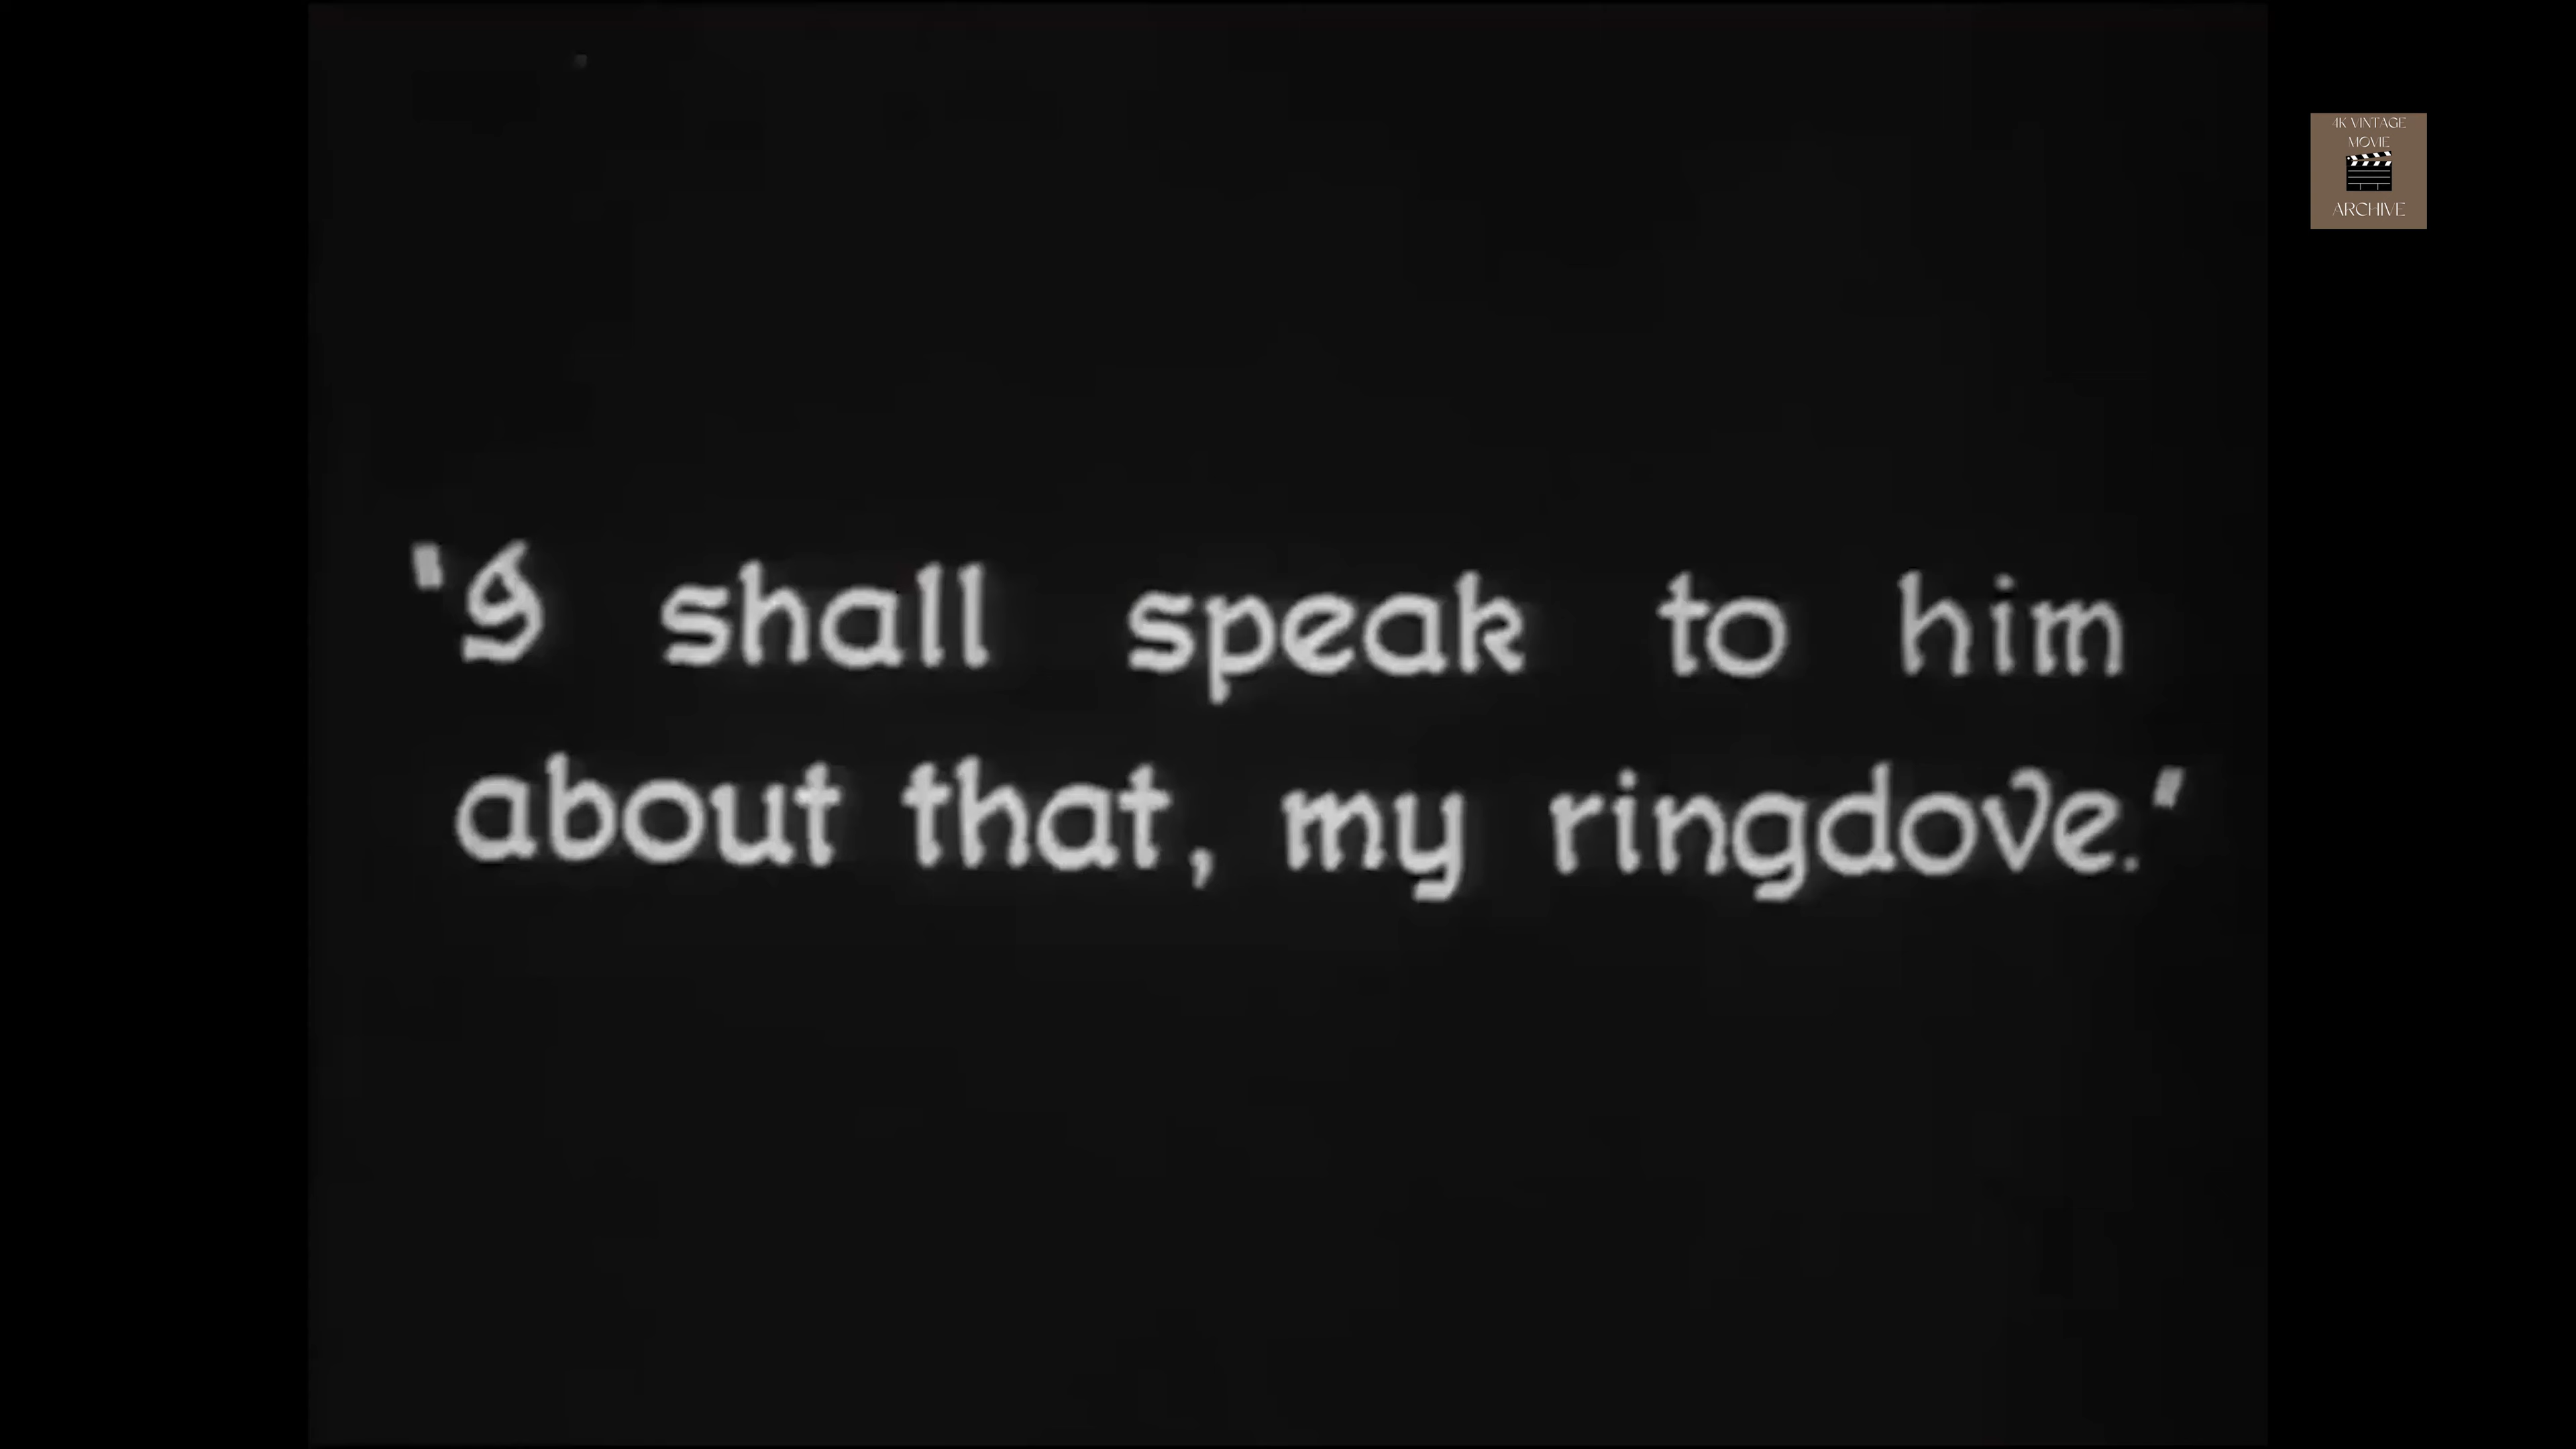 4K VINTAGE
MOVIE
ARCHIVE
"I shall speak to him
about that, my ringdove."